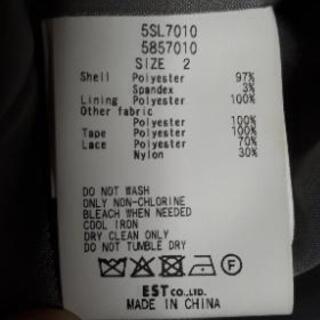 5SL7010
5857010
SIZE 2
Shell Polyester 97%
Spandex 3%
Lining Polyester 100%
Other fabric
Polyester 100%
Tape Polyester 100%
Lace Polyester 70%
Nylon 30%
DO NOT WASH
ONLY NON-CHLORINE
BLEACH WHEN NEEDED
COOL IRON
DRY CLEAN ONLY
DO NOT TUMBLE DRY
F
EST CO.,LTD.
MADE IN CHINA